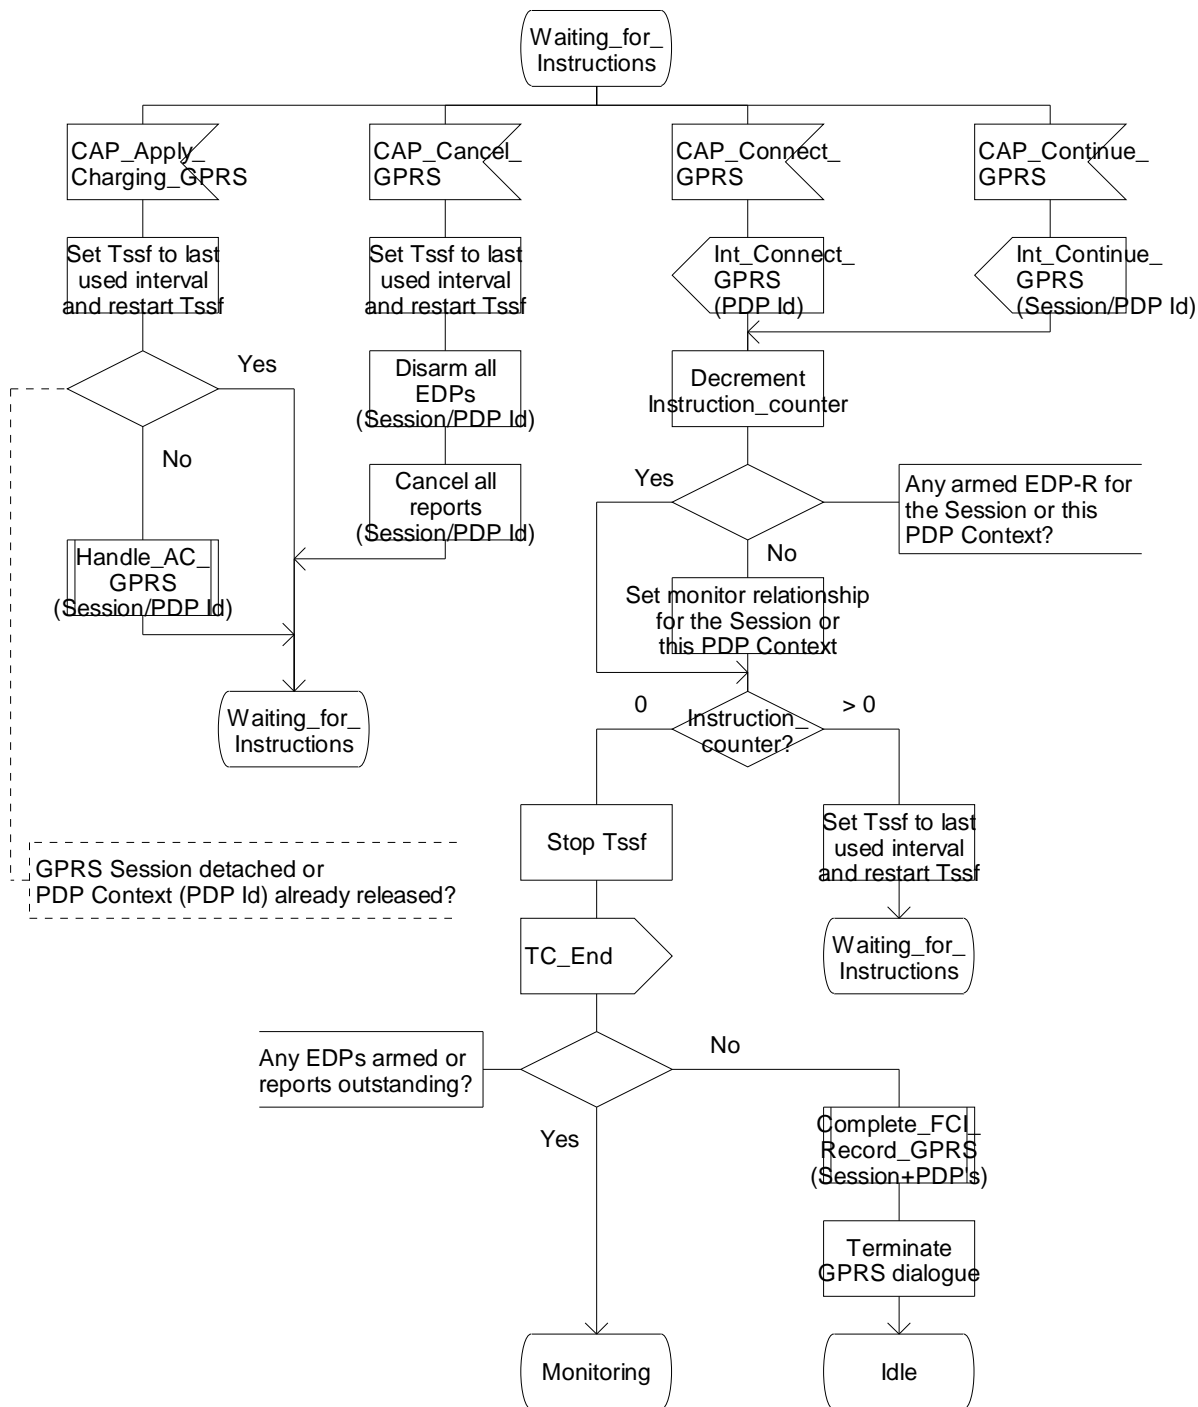 Waiting_for_
Instructions
CAP_Apply_
Charging_GPRS
CAP_Cancel_
GPRS
CAP_Connect_
GPRS
CAP_Continue_
GPRS
Set Tssf to last
used interval
and restart Tssf
Set Tssf to last
used interval
and restart Tssf
Int_Connect_
GPRS
(PDP Id)
Int_Continue_
GPRS
(Session/PDP Id)
Yes
No
Disarm all
EDPs
(Session/PDP Id)
Decrement
Instruction_counter
Cancel all
reports
(Session/PDP Id)
Yes
No
Any armed EDP-R for
the Session or this
PDP Context?
Handle_AC_
GPRS
(Session/PDP Id)
Set monitor relationship
for the Session or
this PDP Context
Waiting_for_
Instructions
0
Instruction_
counter?
> 0
Stop Tssf
Set Tssf to last
used interval
and restart Tssf
GPRS Session detached or
PDP Context (PDP Id) already released?
TC_End
Waiting_for_
Instructions
Any EDPs armed or
reports outstanding?
No
Yes
Complete_FCI_
Record_GPRS
(Session+PDP's)
Terminate
GPRS dialogue
Monitoring
Idle